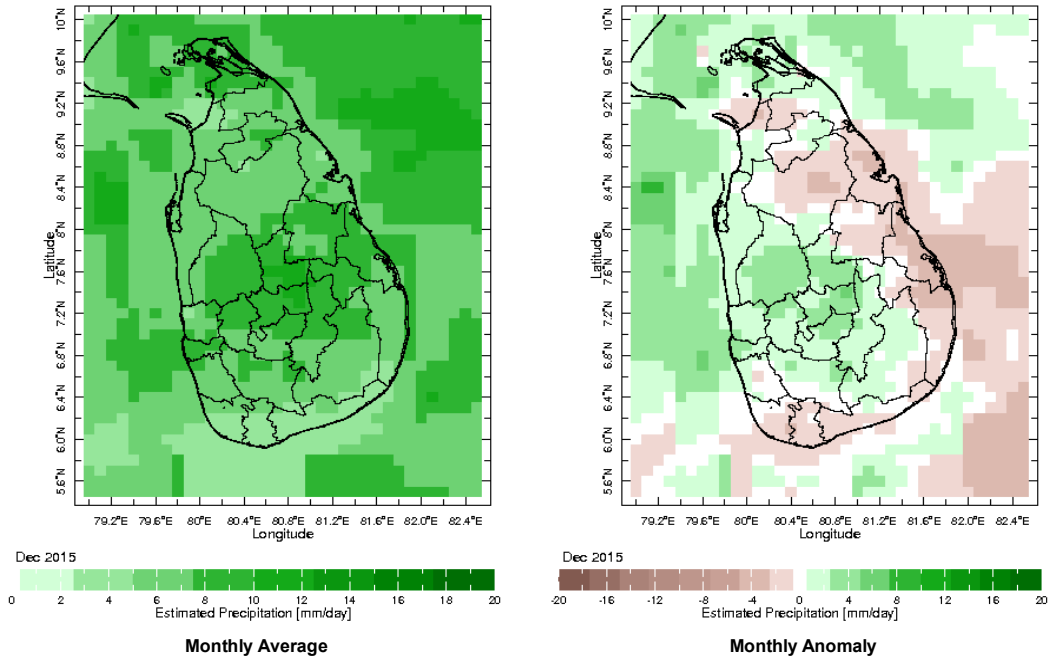 10°N
9.6°N
9.2°N
8.8°N
8.4°N
8°N
7.6°N
7.2°N
6.8°N
6.4°N
6.0°N
5.6°N
Latitude
79.2°E 79.6°E 80°E 80.4°E 80.8°E 81.2°E 81.6°E 82.0°E 82.4°E
Longitude
Dec 2015
0 2 4 6 8 10 12 14 16 18 20
Estimated Precipitation [mm/day]
Monthly Average
10°N
9.6°N
9.2°N
8.8°N
8.4°N
8°N
7.6°N
7.2°N
6.8°N
6.4°N
6.0°N
5.6°N
Latitude
79.2°E 79.6°E 80°E 80.4°E 80.8°E 81.2°E 81.6°E 82.0°E 82.4°E
Longitude
Dec 2015
-20 -16 -12 -8 -4 0 4 8 12 16 20
Estimated Precipitation [mm/day]
Monthly Anomaly